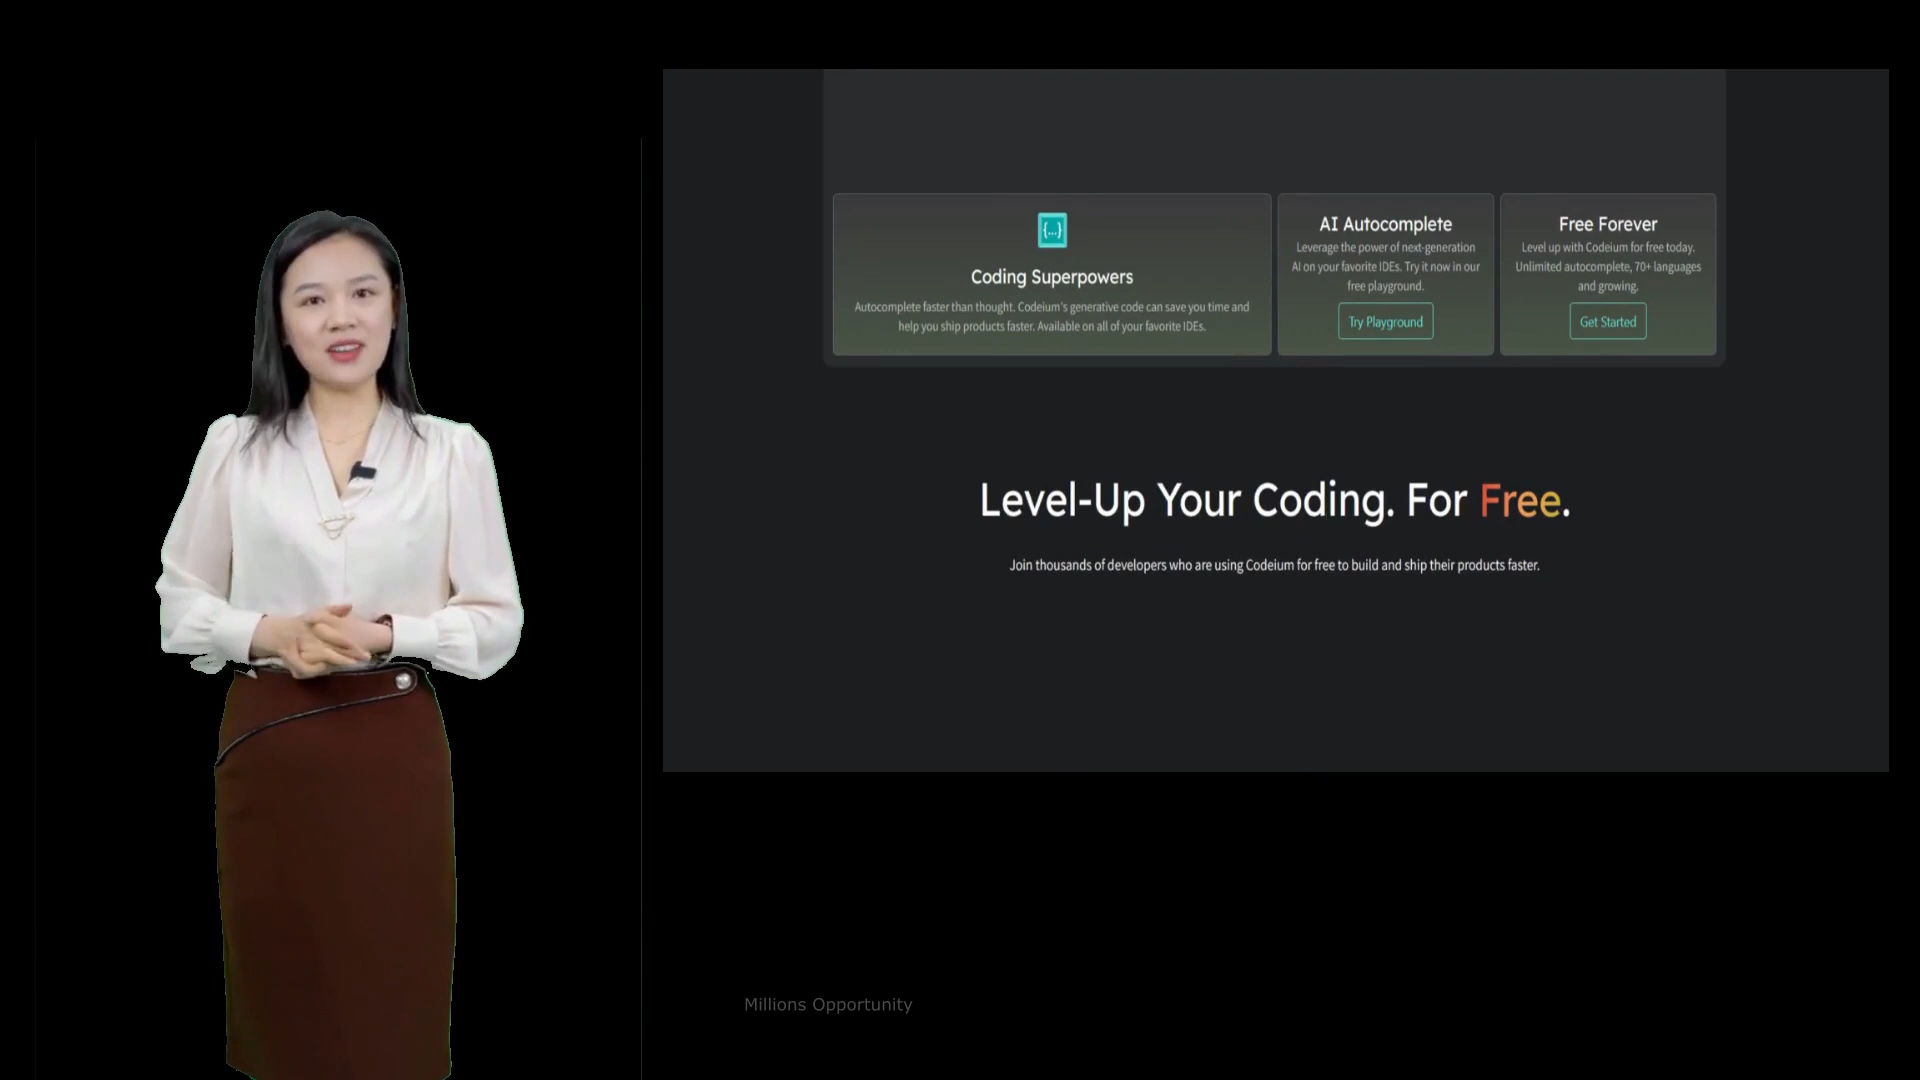 {...}
Coding Superpowers
Autocomplete faster than thought. Codeium's generative code can save you time and
help you ship products faster. Available on all of your favorite IDEs.
AI Autocomplete
Leverage the power of next-generation
AI on your favorite IDEs. Try it now in our
free playground.
Try Playground
Free Forever
Level up with Codeium for free today.
Unlimited autocomplete, 70+ languages
and growing.
Get Started
Level-Up Your Coding. For Free.
Join thousands of developers who are using Codeium for free to build and ship their products faster.
Millions Opportunity